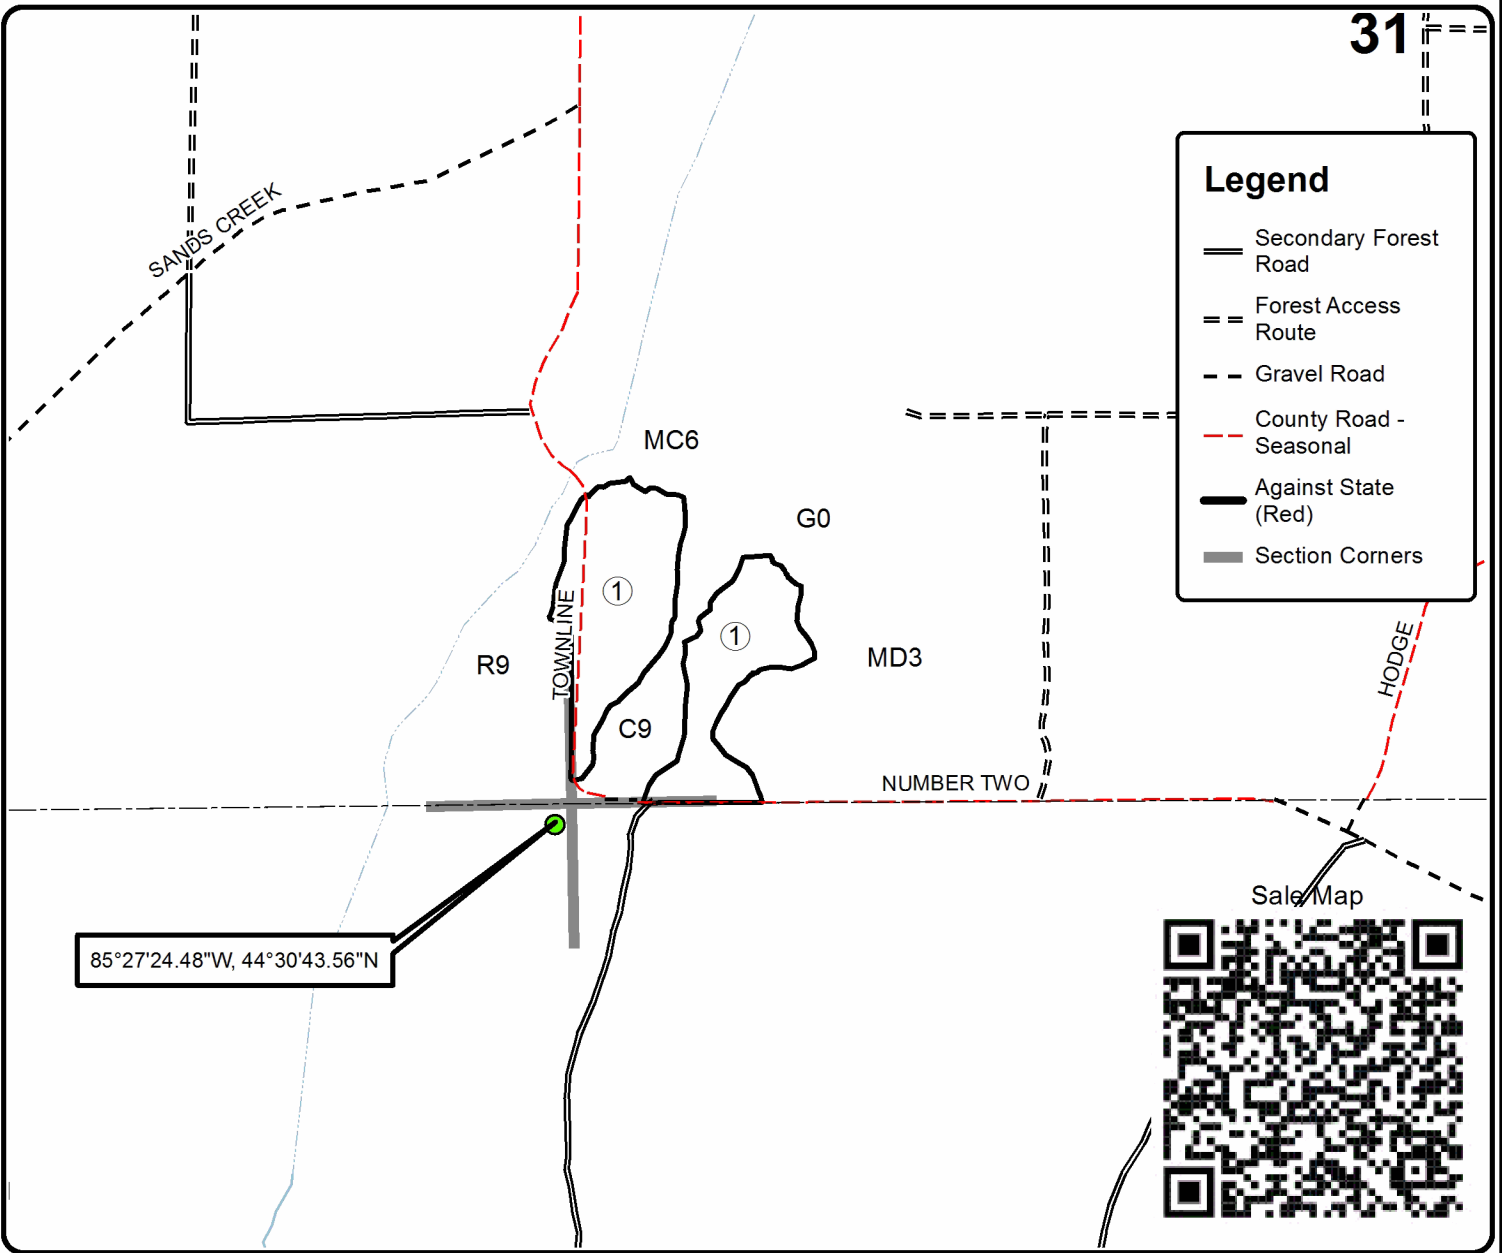 31
Legend
Secondary Forest
Road
Forest Access
Route
Gravel Road
County Road -
Seasonal
Against State
(Red)
Section Corners
SANDS CREEK
MC6
G0
1
1
TOWNLINE
R9
MD3
HODGE
C9
NUMBER TWO
Sale Map
85°27'24.48"W, 44°30'43.56"N